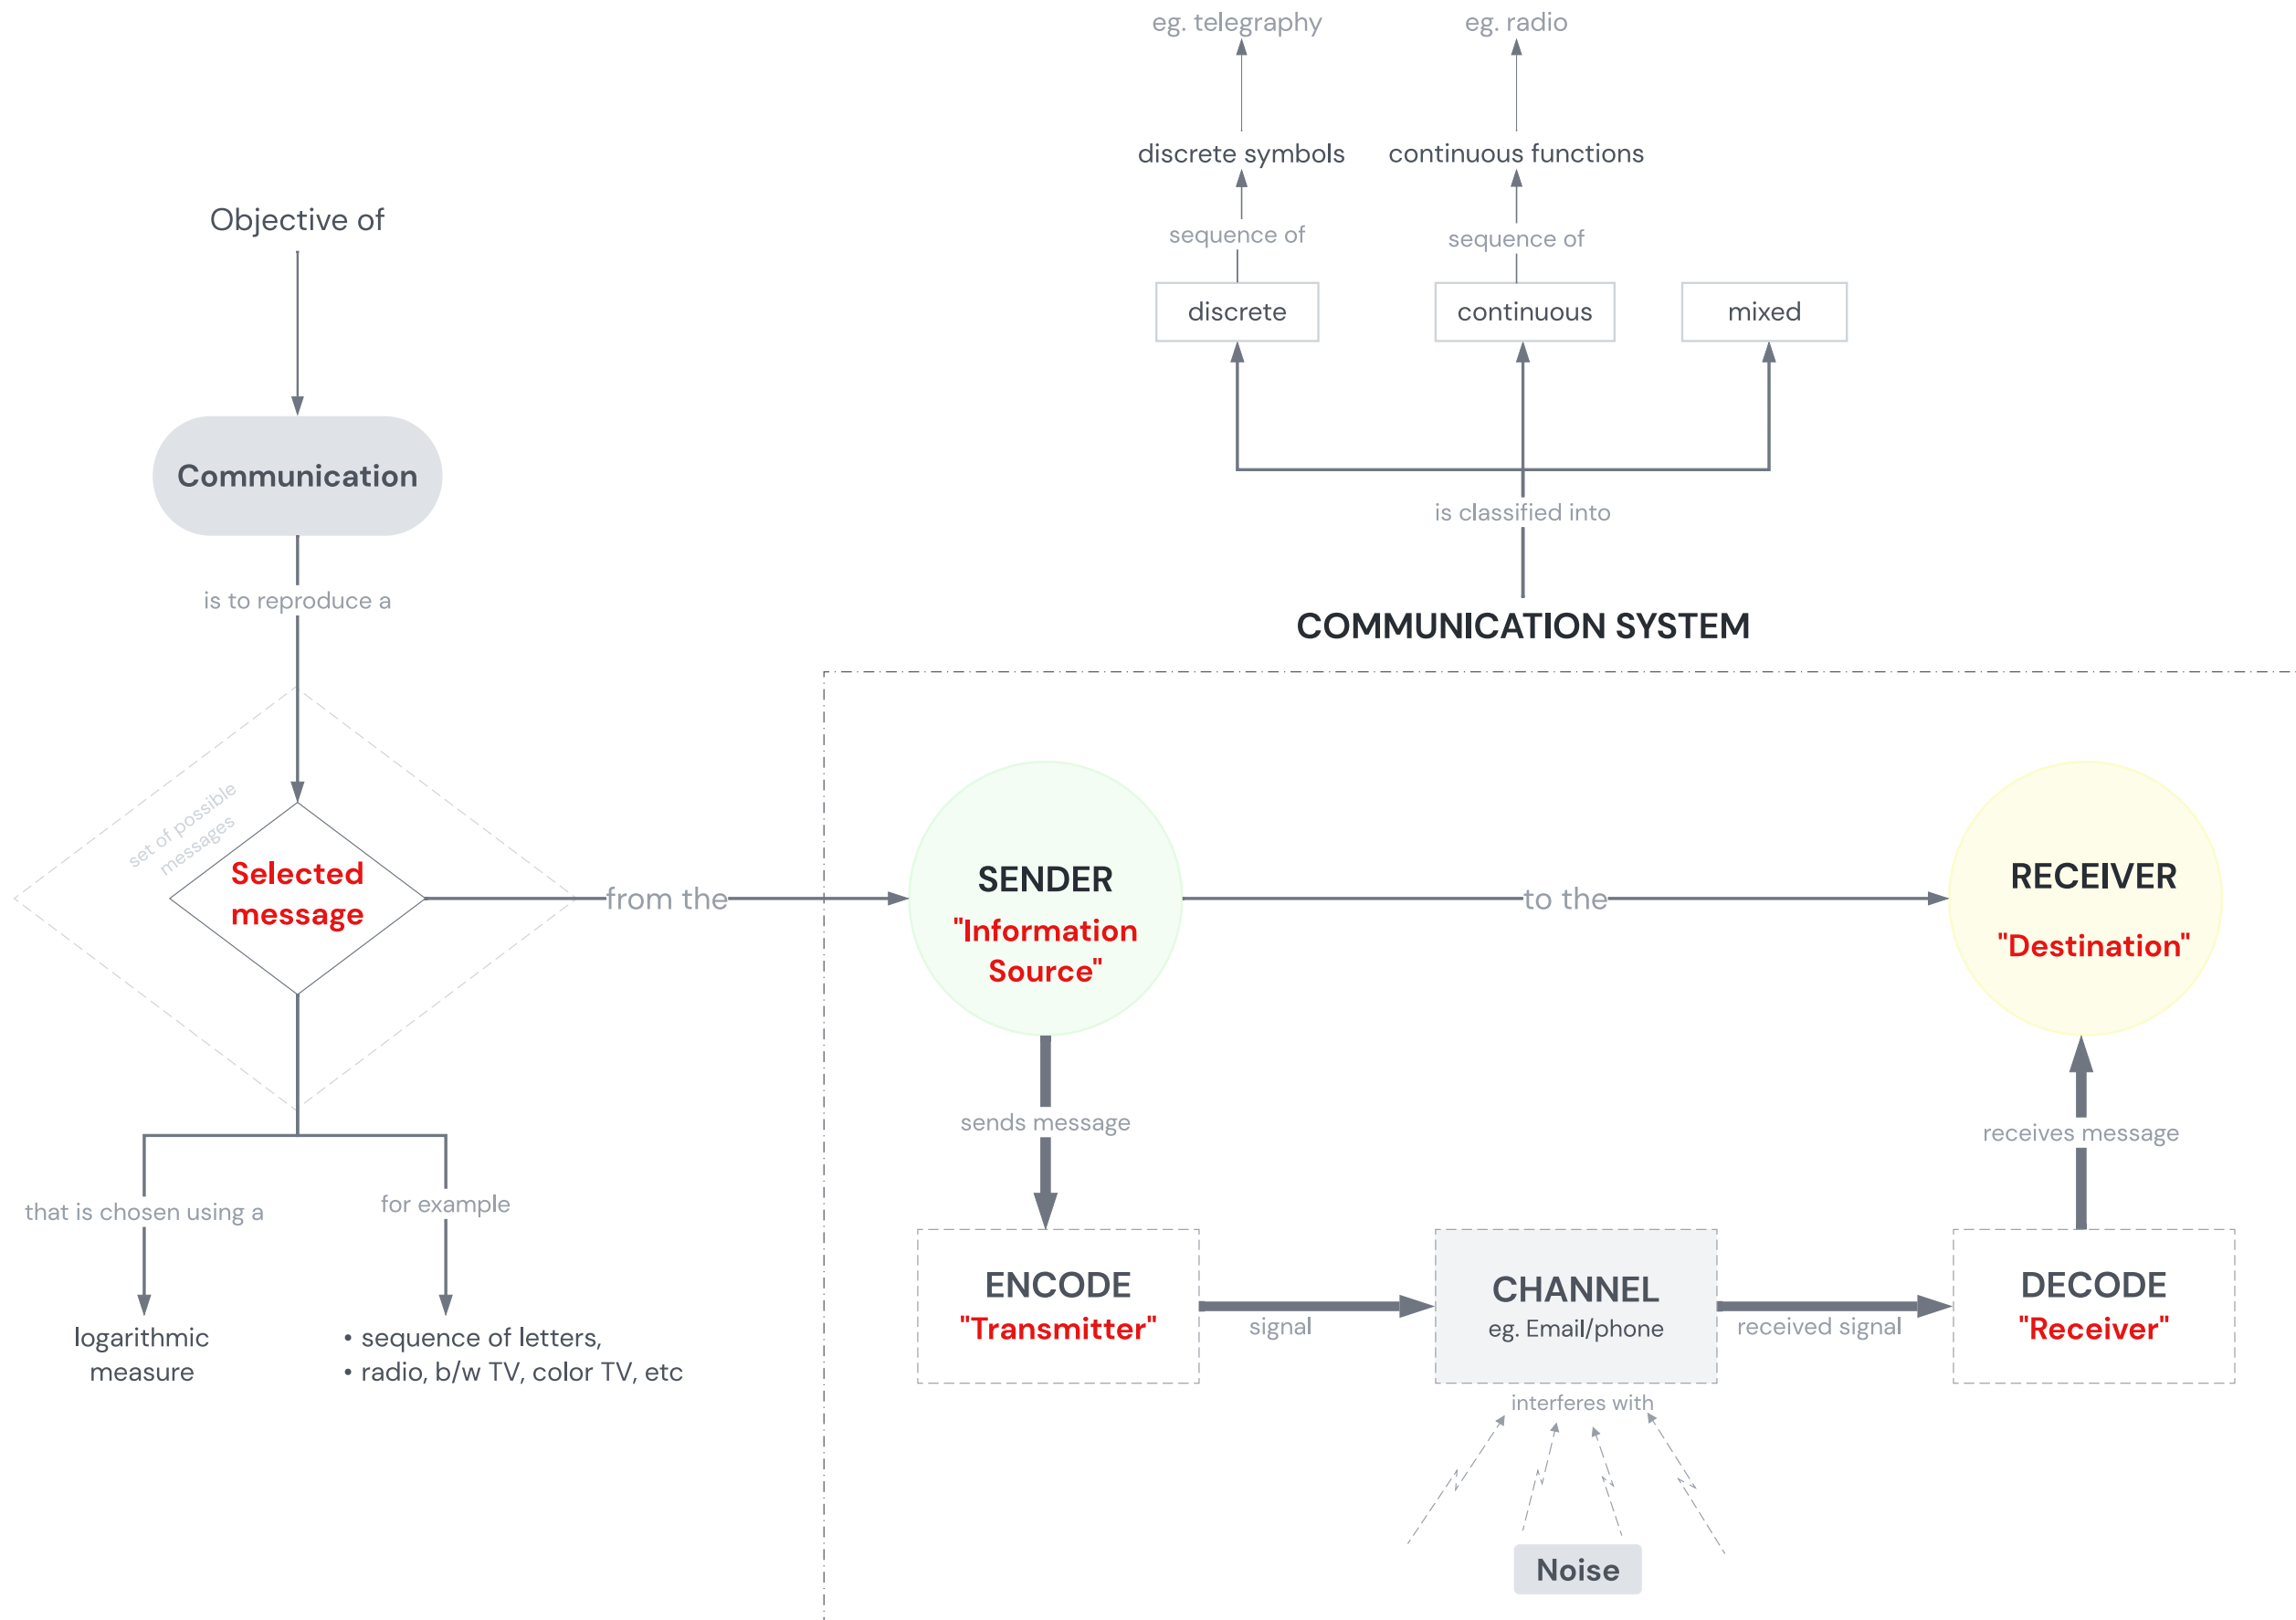 eg. telegraphy
eg. radio
discrete symbols
continuous functions
sequence of
sequence of
discrete
continuous
mixed
is classified into
COMMUNICATION SYSTEM
Objective of
Communication
is to reproduce a
set of possible
messages
Selected
message
from the
SENDER
"Information
Source"
to the
RECEIVER
"Destination"
sends message
receives message
that is chosen using a
for example
logarithmic
measure
• sequence of letters,
• radio, b/w TV, color TV, etc
ENCODE
"Transmitter"
signal
CHANNEL
eg. Email/phone
received signal
DECODE
"Receiver"
interferes with
Noise